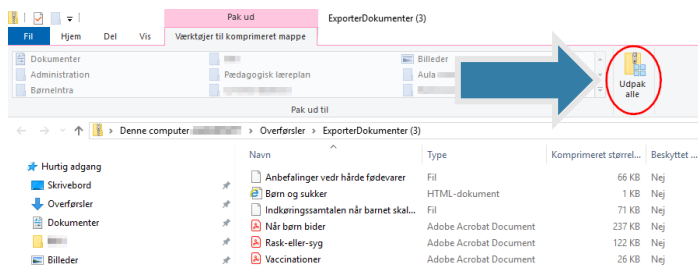 Pak ud
ExporterDokumenter (3)
Fil Hjem Del Vis Værktøjer til komprimeret mappe
Dokumenter Billeder
Administration Pædagogisk læreplan Aula
BørneIntra
Udpak alle
Pak ud til
Denne computer > Overførsler > ExporterDokumenter (3)
Navn Type Komprimeret størrel... Beskyttet ...
Hurtig adgang
Skrivebord
Overførsler
Dokumenter
Billeder
Anbefalinger vedr hårde fødevarer Fil 66 KB Nej
Børn og sukker HTML-dokument 1 KB Nej
Indkøringssamtalen når barnet skal... Fil 71 KB Nej
Når børn bider Adobe Acrobat Document 237 KB Nej
Rask-eller-syg Adobe Acrobat Document 122 KB Nej
Vaccinationer Adobe Acrobat Document 26 KB Nej